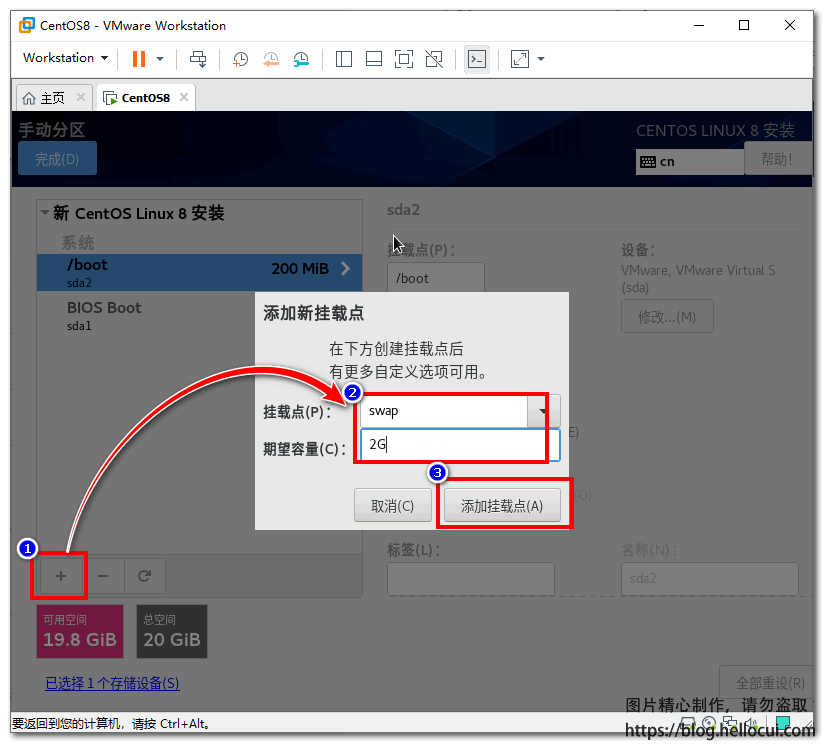 CentOS8 - VMware Workstation
Workstation
主页
CentOS8
手动分区
CENTOS LINUX 8 安装
完成(D)
cn
帮助!
新 CentOS Linux 8 安装
系统
/boot
200 MiB
sda2
BIOS Boot
sda1
sda2
挂载点(P):
/boot
设备:
VMware, VMware Virtual S
(sda)
修改...(M)
添加新挂载点
在下方创建挂载点后
有更多自定义选项可用。
挂载点(P):
swap
期望容量(C):
2G
取消(C)
添加挂载点(A)
1
2
3
E)
(O)
标签(L):
名称(N):
sda2
可用空间
19.8 GiB
总空间
20 GiB
已选择 1 个存储设备(S)
全部重设(R)
要返回到您的计算机，请按 Ctrl+Alt。
图片精心制作，请勿盗取
https://blog.hellocui.com